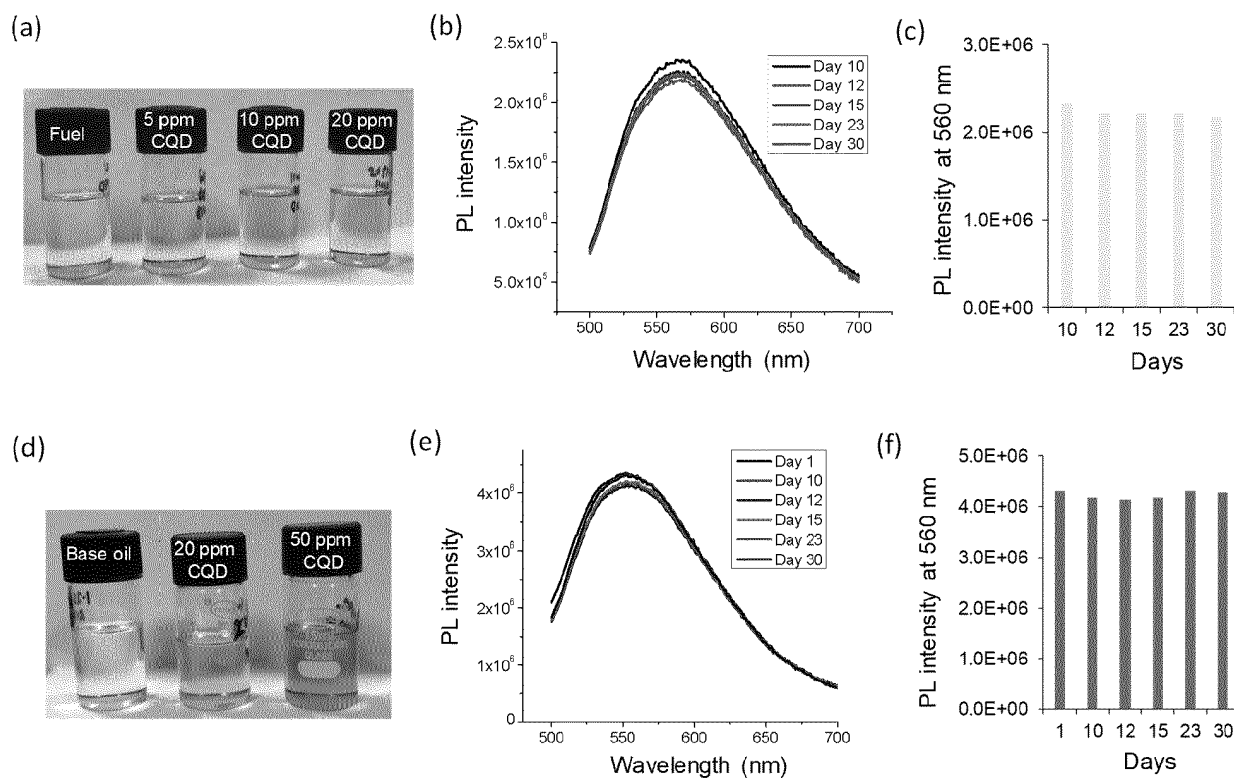 (a)
Fuel
5 ppm
CQD
10 ppm
CQD
20 ppm
CQD
(b)
PL intensity
2.5x10⁶
2.0x10⁶
1.5x10⁶
1.0x10⁶
5.0x10⁵
500 550 600 650 700
Wavelength (nm)
Day 10
Day 12
Day 15
Day 23
Day 30
(c)
PL intensity at 560 nm
3.0E+06
2.0E+06
1.0E+06
0.0E+00
10 12 15 23 30
Days
(d)
Base oil
20 ppm
CQD
50 ppm
CQD
(e)
PL intensity
4x10⁶
3x10⁶
2x10⁶
1x10⁶
0
500 550 600 650 700
Wavelength (nm)
Day 1
Day 10
Day 12
Day 15
Day 23
Day 30
(f)
PL intensity at 560 nm
5.0E+06
4.0E+06
3.0E+06
2.0E+06
1.0E+06
0.0E+00
1 10 12 15 23 30
Days